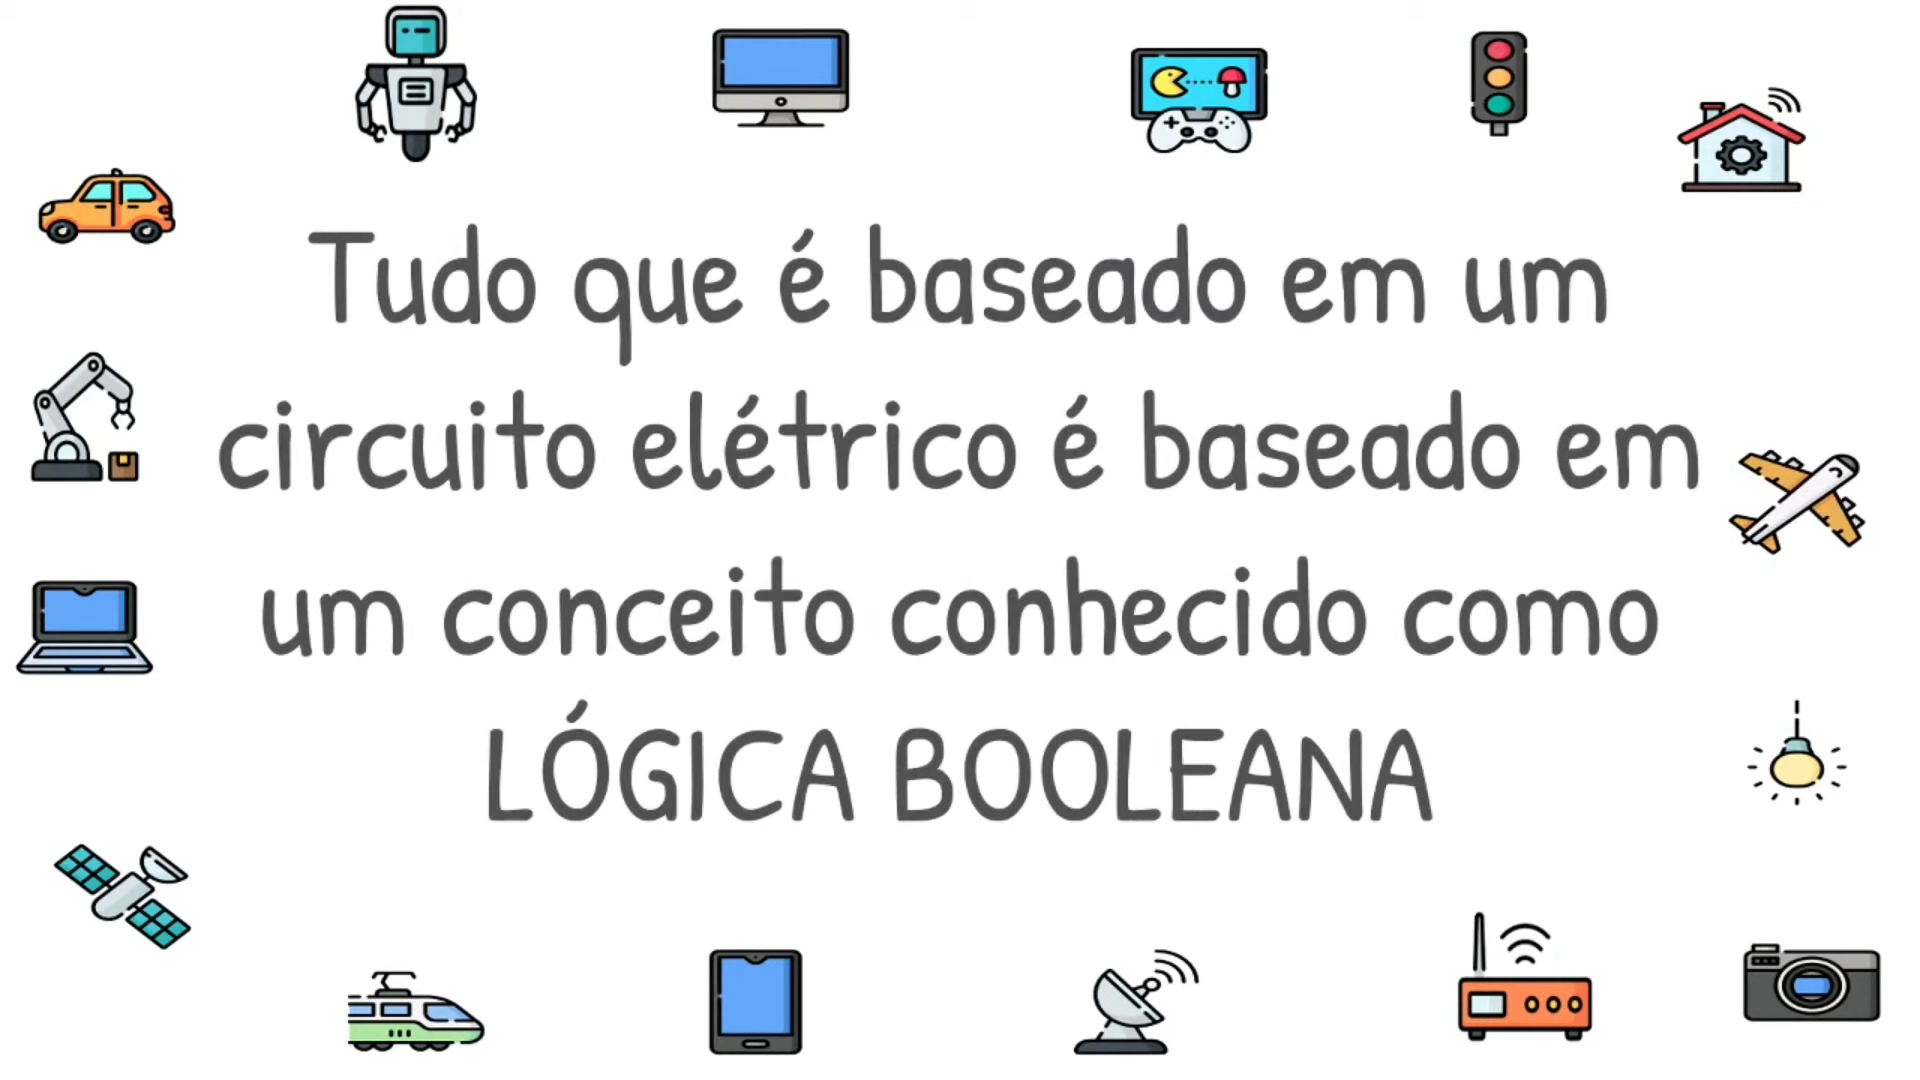 Tudo que é baseado em um
circuito elétrico é baseado em
um conceito conhecido como
LÓGICA BOOLEANA